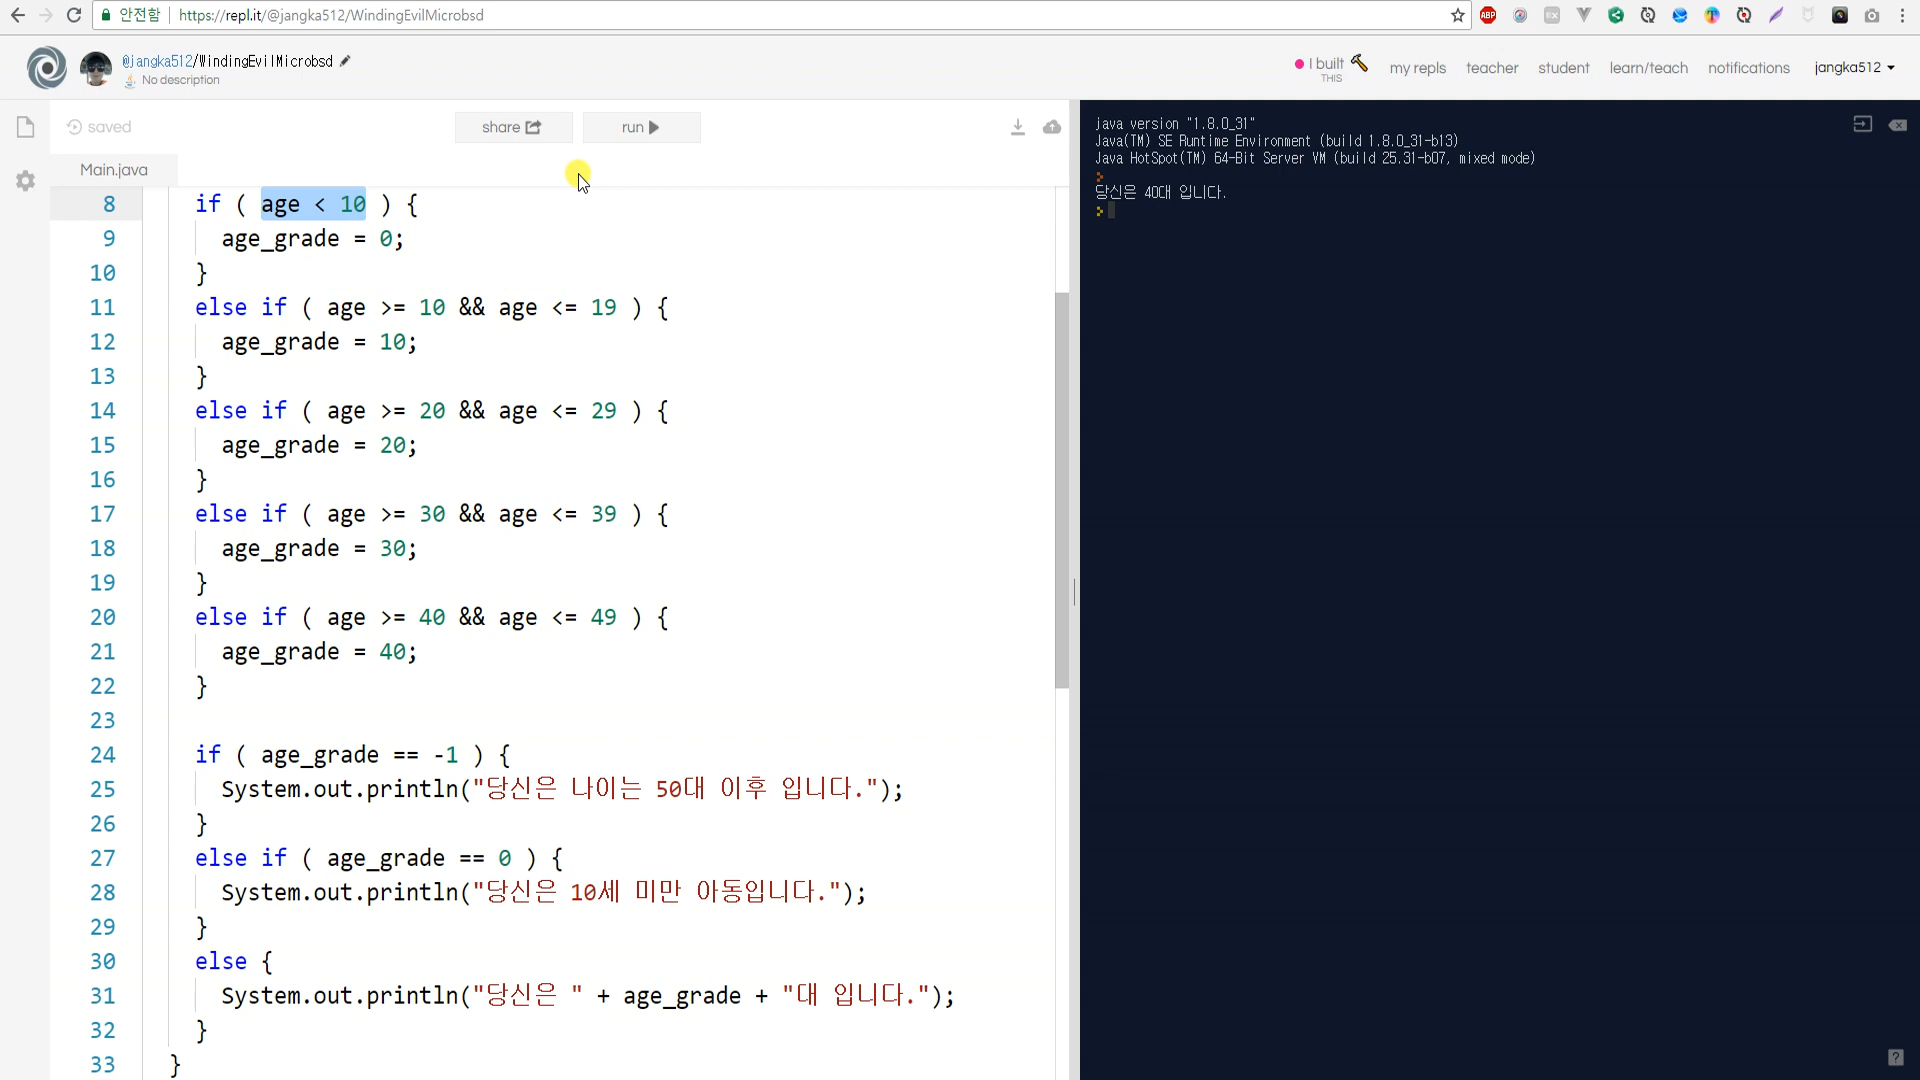 안전함
https://repl.it/@jangka512/WindingEvilMicrobsd
ABP
@jangka512/WindingEvilMicrobsd
No description
I built
THIS
my repls
teacher
student
learn/teach
notifications
jangka512
saved
share
run
Main.java
8 if ( age < 10 ) {
9 age_grade = 0;
10 }
11 else if ( age >= 10 && age <= 19 ) {
12 age_grade = 10;
13 }
14 else if ( age >= 20 && age <= 29 ) {
15 age_grade = 20;
16 }
17 else if ( age >= 30 && age <= 39 ) {
18 age_grade = 30;
19 }
20 else if ( age >= 40 && age <= 49 ) {
21 age_grade = 40;
22 }
23
24 if ( age_grade == -1 ) {
25 System.out.println("당신은 나이는 50대 이후 입니다.");
26 }
27 else if ( age_grade == 0 ) {
28 System.out.println("당신은 10세 미만 아동입니다.");
29 }
30 else {
31 System.out.println("당신은 " + age_grade + "대 입니다.");
32 }
33 }
java version "1.8.0_31"
Java(TM) SE Runtime Environment (build 1.8.0_31-b13)
Java HotSpot(TM) 64-Bit Server VM (build 25.31-b07, mixed mode)
>
당신은 40대 입니다.
>
?